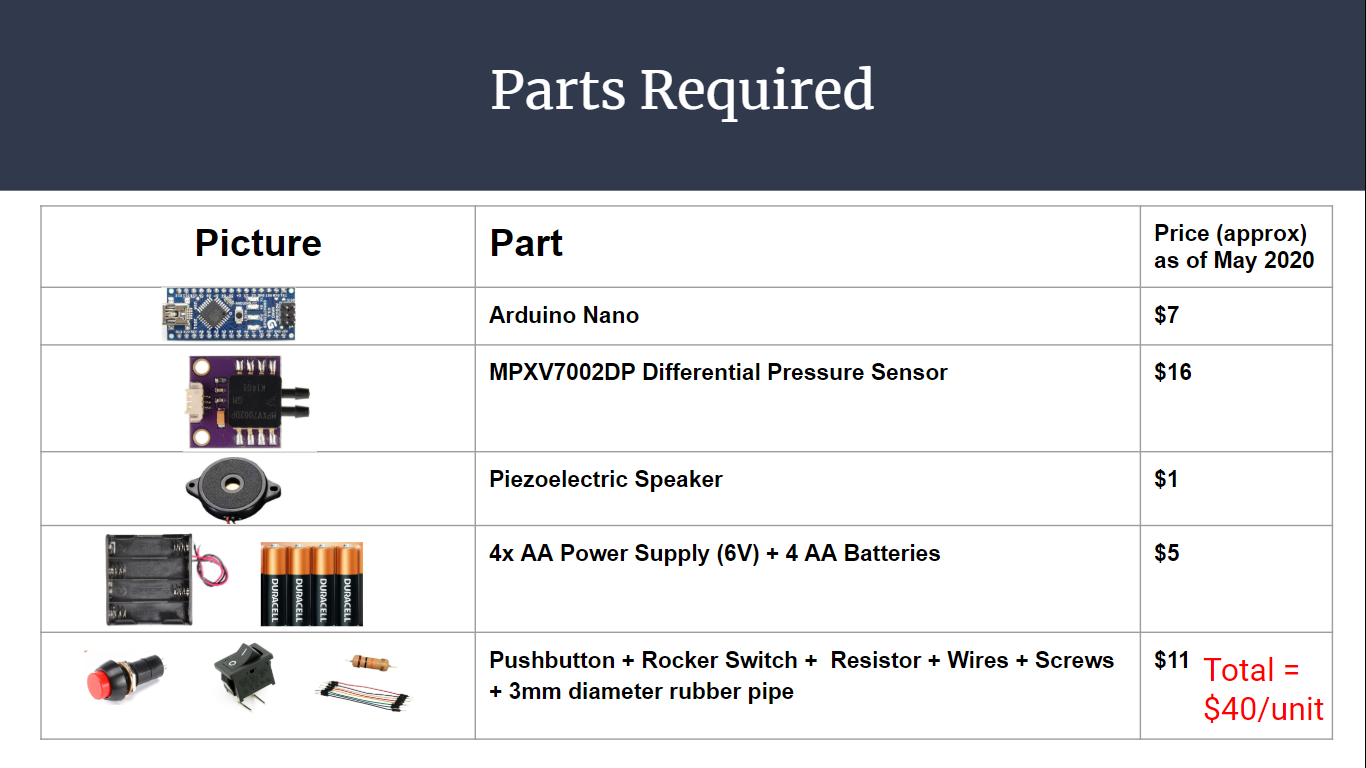 Parts Required
Picture
Part
Price (approx)
as of May 2020
Arduino Nano
$7
MPXV7002DP Differential Pressure Sensor
$16
Piezoelectric Speaker
$1
4x AA Power Supply (6V) + 4 AA Batteries
$5
DURACELL
DURACELL
DURACELL
DURACELL
Pushbutton + Rocker Switch +  Resistor + Wires + Screws
+ 3mm diameter rubber pipe
$11
Total =
$40/unit